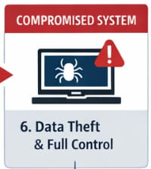 COMPROMISED SYSTEM
!
6. Data Theft
& Full Control